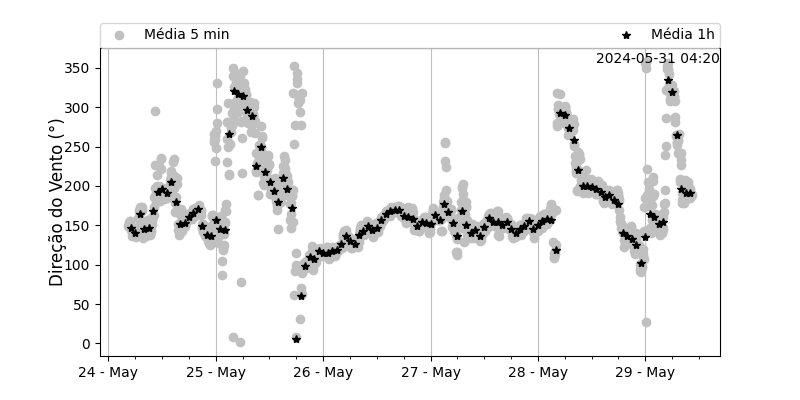 Média 5 min
Média 1h
2024-05-31 04:20
Direção do Vento (°)
350
300
250
200
150
100
50
0
24 - May
25 - May
26 - May
27 - May
28 - May
29 - May